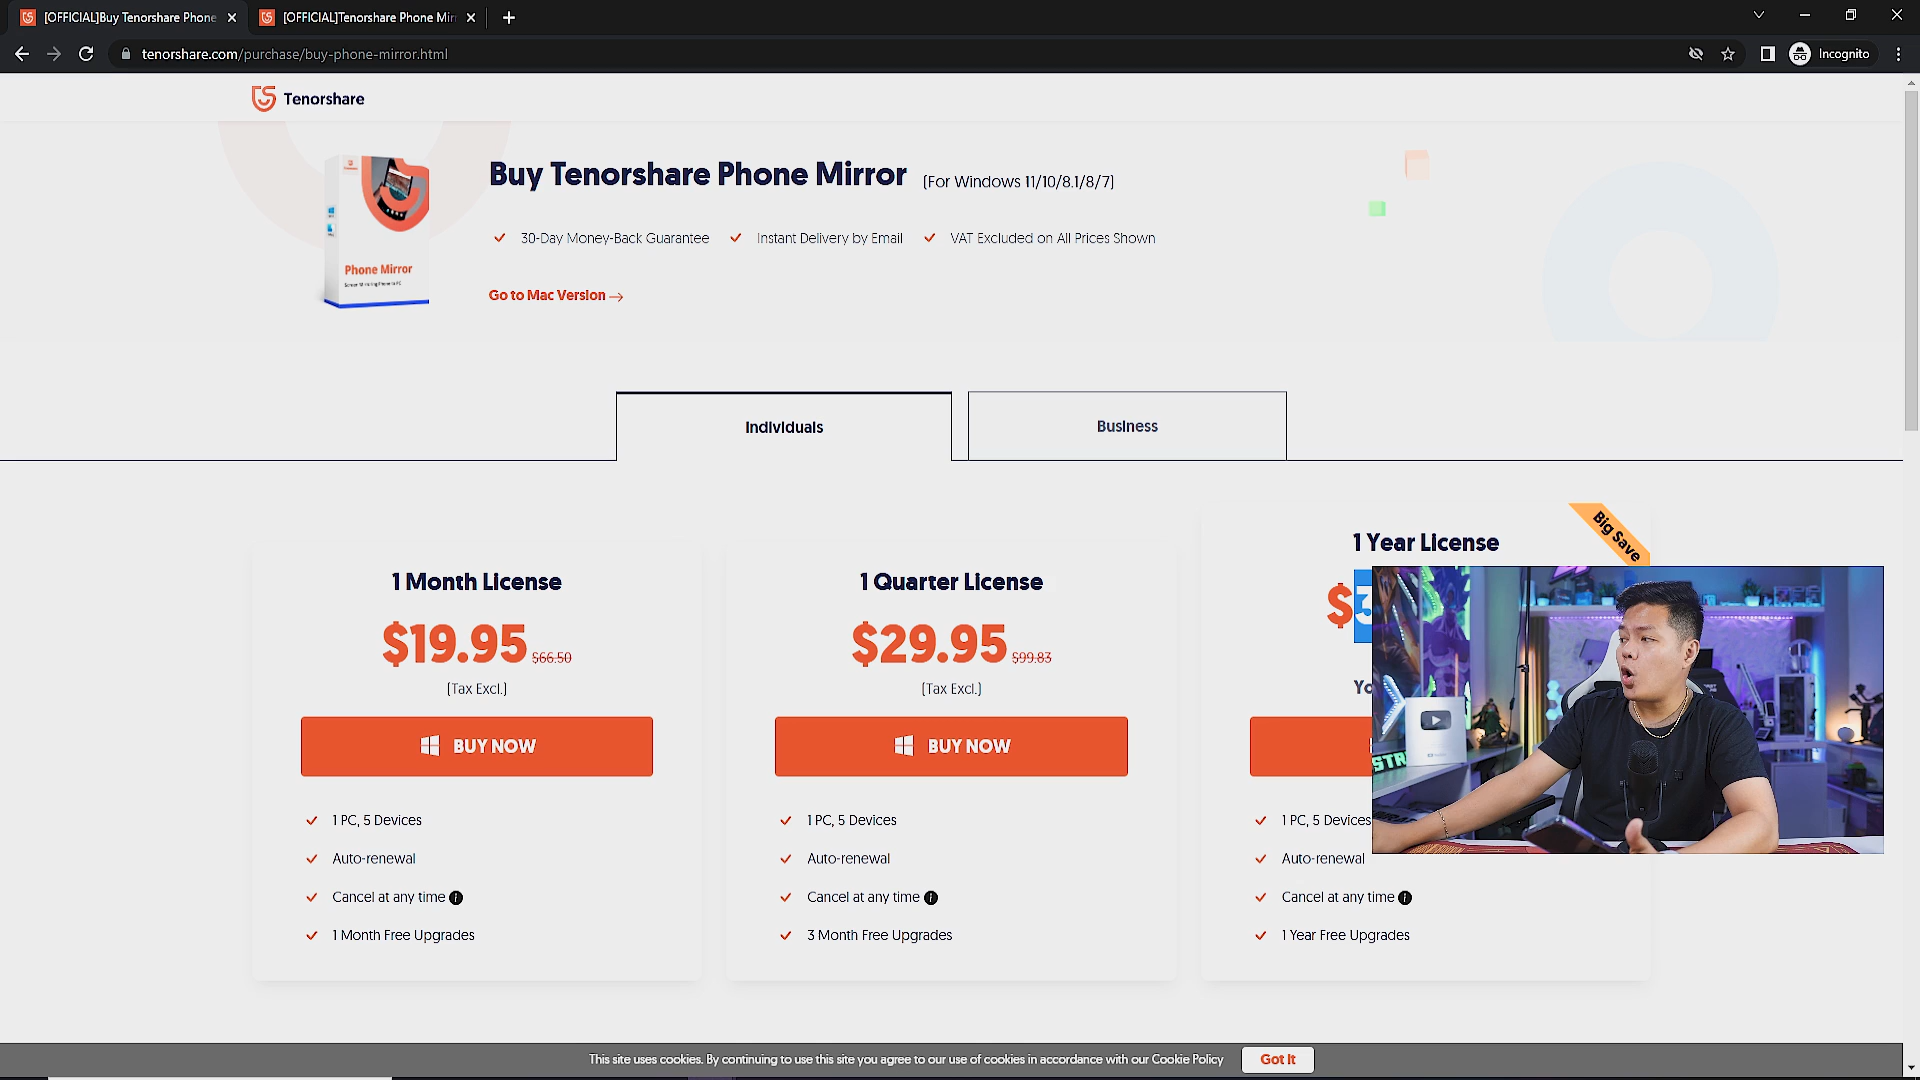 [OFFICIAL]Buy Tenorshare Phone
[OFFICIAL]Tenorshare Phone Mir
tenorshare.com/purchase/buy-phone-mirror.html
Incognito
Tenorshare
Phone Mirror
Buy Tenorshare Phone Mirror (For Windows 11/10/8.1/8/7)
30-Day Money-Back Guarantee
Instant Delivery by Email
VAT Excluded on All Prices Shown
Go to Mac Version
Individuals
Business
1 Month License
$19.95 $66.50
(Tax Excl.)
BUY NOW
1 PC, 5 Devices
Auto-renewal
Cancel at any time
1 Month Free Upgrades
1 Quarter License
$29.95 $99.83
(Tax Excl.)
BUY NOW
1 PC, 5 Devices
Auto-renewal
Cancel at any time
3 Month Free Upgrades
Big Save
1 Year License
$3
Yo
1 PC, 5 Devices
Auto-renewal
Cancel at any time
1 Year Free Upgrades
STR
This site uses cookies. By continuing to use this site you agree to our use of cookies in accordance with our Cookie Policy
Got it